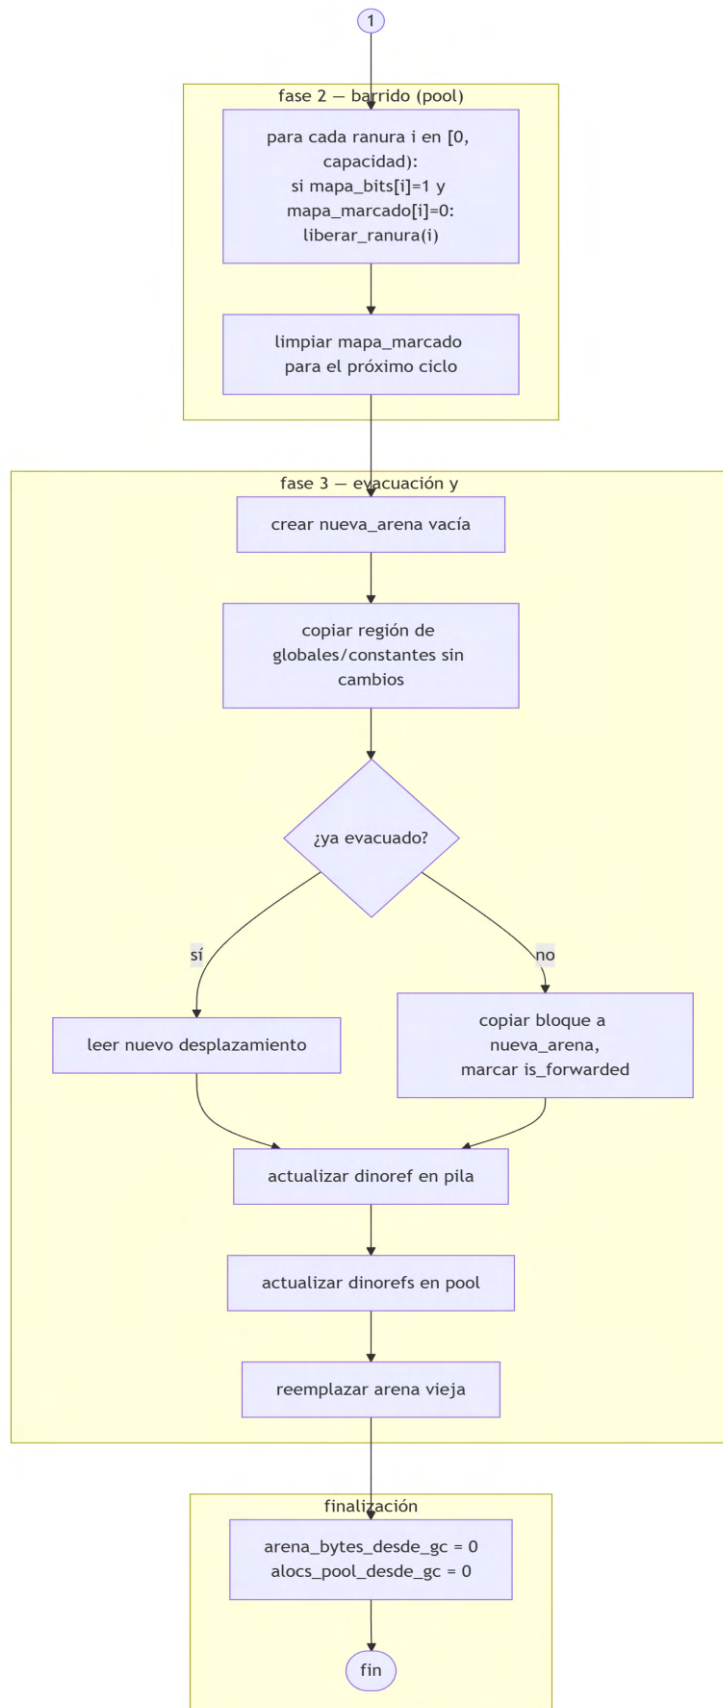 1
fase 2 — barrido (pool)
para cada ranura i en [0,
capacidad):
si mapa_bits[i]=1 y
mapa_marcado[i]=0:
liberar_ranura(i)
limpiar mapa_marcado
para el próximo ciclo
fase 3 — evacuación y
crear nueva_arena vacía
copiar región de
globales/constantes sin
cambios
¿ya evacuado?
sí
no
leer nuevo desplazamiento
copiar bloque a
nueva_arena,
marcar is_forwarded
actualizar dinoref en pila
actualizar dinorefs en pool
reemplazar arena vieja
finalización
arena_bytes_desde_gc = 0
alocs_pool_desde_gc = 0
fin